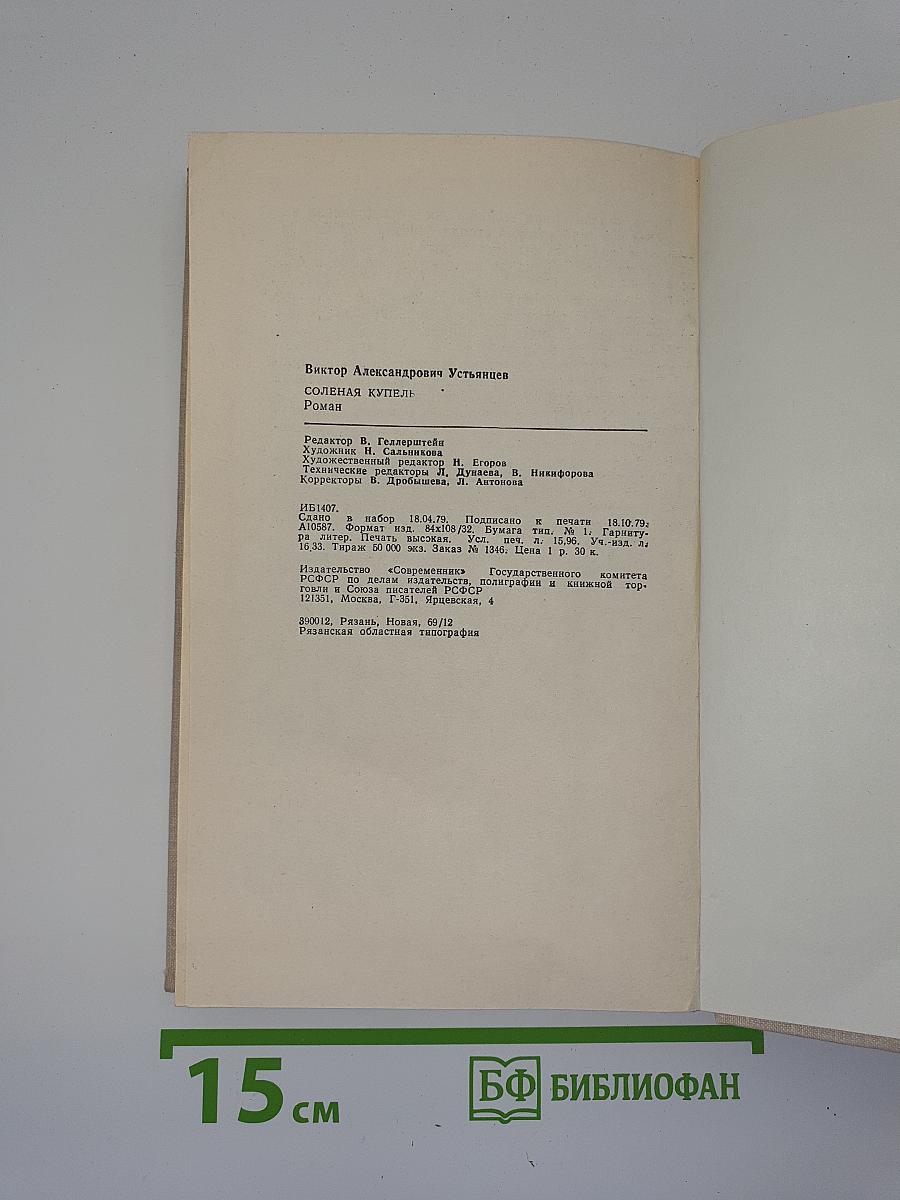 Виктор Александрович Устьянцев
СОЛЕНАЯ КУПЕЛЬ
Роман
Редактор В. Геллерштейн
Художник Н. Сальникова
Художественный редактор Н. Егоров
Технические редакторы Л. Дунаева, В. Никифорова
Корректоры В. Дробышева, Л. Антонова
ИБ1407.
Сдано в набор 18.04.79. Подписано к печати 18.10.79.
А10587. Формат изд. 84х108/32. Бумага тип. № 1. Гарниту-
ра литер. Печать высокая. Усл. печ. л. 15,96. Уч.-изд. л.
16,33. Тираж 50 000 экз. Заказ № 1346. Цена 1 р. 30 к.
Издательство «Современник» Государственного комитета
РСФСР по делам издательств, полиграфии и книжной тор-
говли и Союза писателей РСФСР
121351, Москва, Г-351, Ярцевская, 4
390012, Рязань, Новая, 69/12
Рязанская областная типография
15 см
БФ БИБЛИОФАН